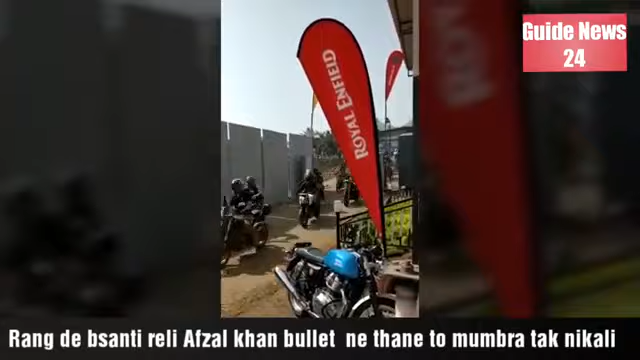 Guide News
24
ROYAL ENFIELD
Rang de bsanti reli Afzal khan bullet ne thane to mumbra tak nikali